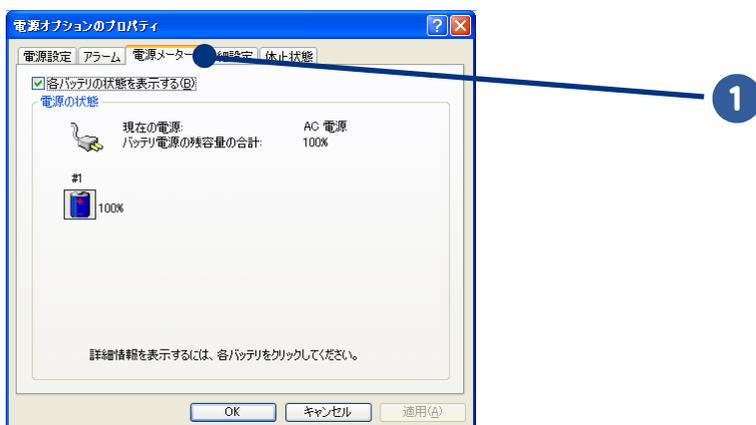 電源オプションのプロパティ
電源設定 アラーム 電源メーター 細設定 休止状態
各バッテリの状態を表示する(B)
電源の状態
現在の電源: AC 電源
バッテリ電源の残容量の合計: 100%
#1
100%
詳細情報を表示するには、各バッテリをクリックしてください。
OK キャンセル 適用(A)
1